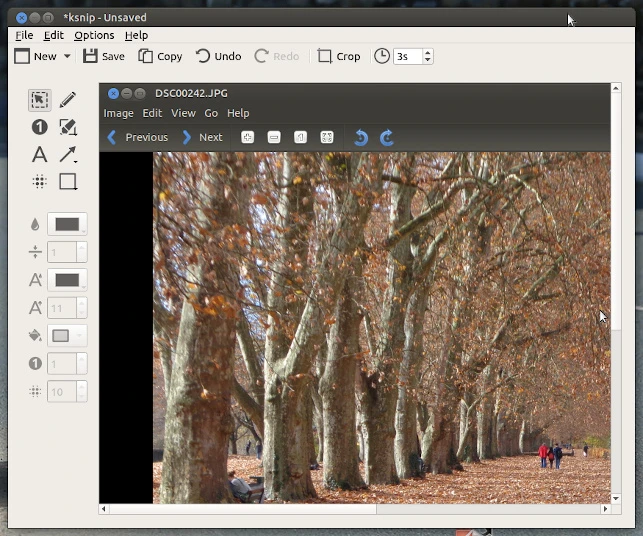 *ksnip - Unsaved
File Edit Options Help
New Save Copy Undo Redo Crop 3s
DSC00242.JPG
Image Edit View Go Help
Previous Next
1
A
1
11
1
10